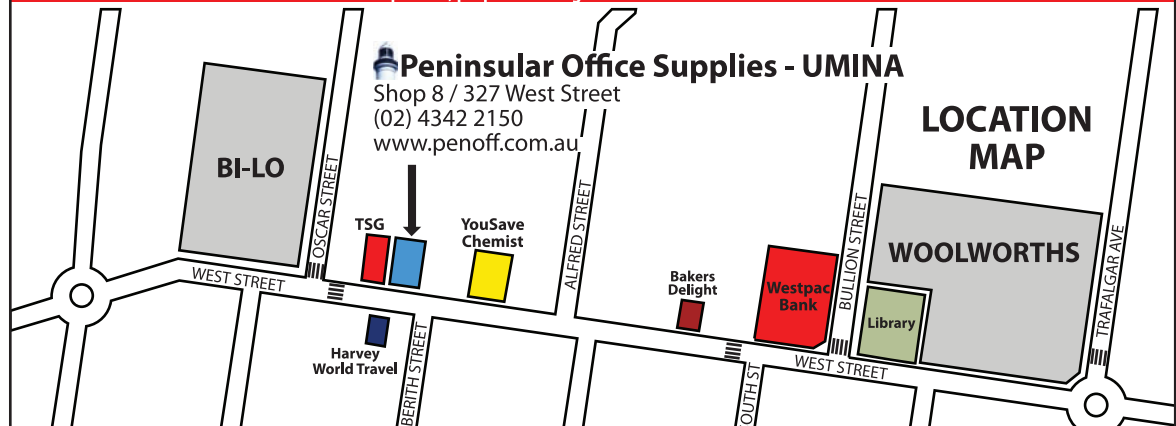 Peninsular Office Supplies - UMINA
Shop 8 / 327 West Street
(02) 4342 2150
www.penoff.com.au
LOCATION
MAP
BI-LO
OSCAR STREET
TSG
YouSave
Chemist
ALFRED STREET
BULLION STREET
WOOLWORTHS
TRAFALGAR AVE
WEST STREET
Bakers
Delight
Westpac
Bank
Library
Harvey
World Travel
BERITH STREET
OUTH ST
WEST STREET